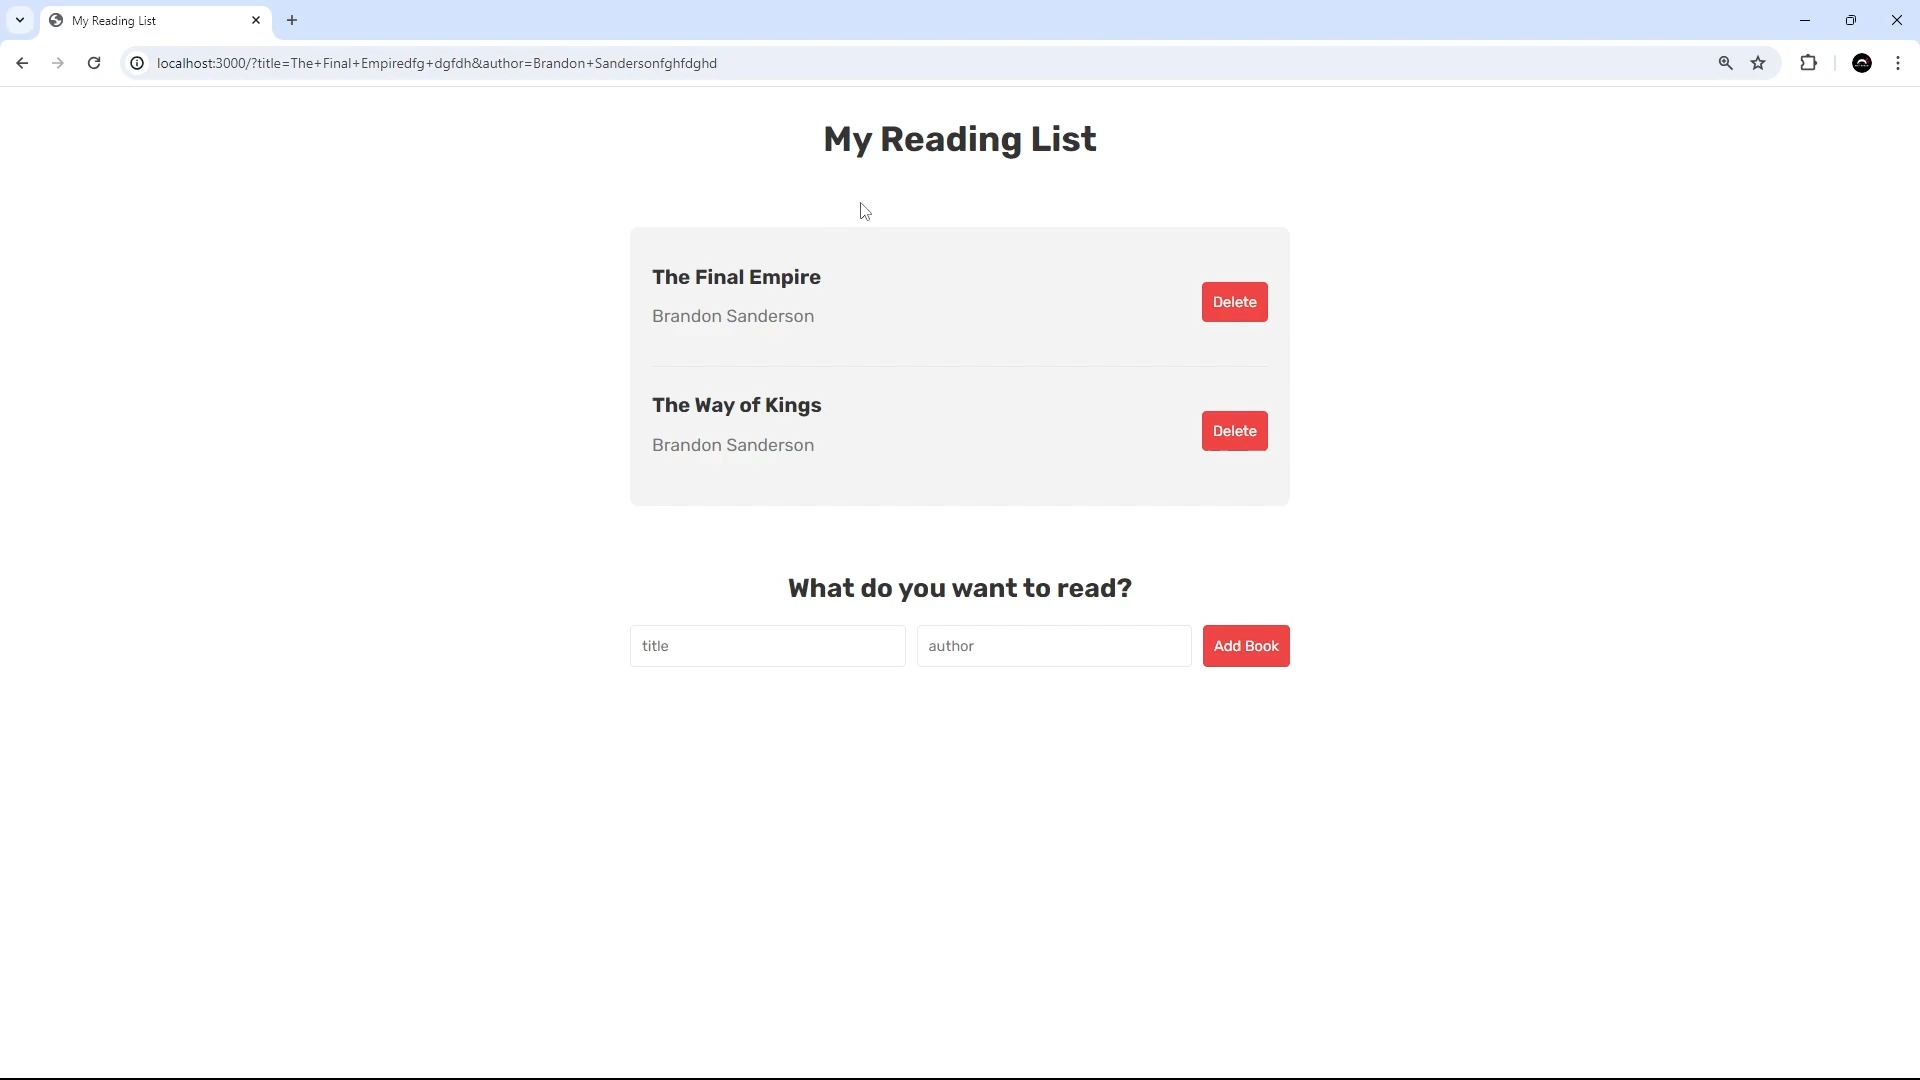 My Reading List
localhost:3000/?title=The+Final+Empiredfg+dgfdh&author=Brandon+Sandersonfghfdghd
My Reading List
The Final Empire
Brandon Sanderson
Delete
The Way of Kings
Brandon Sanderson
Delete
What do you want to read?
title
author
Add Book